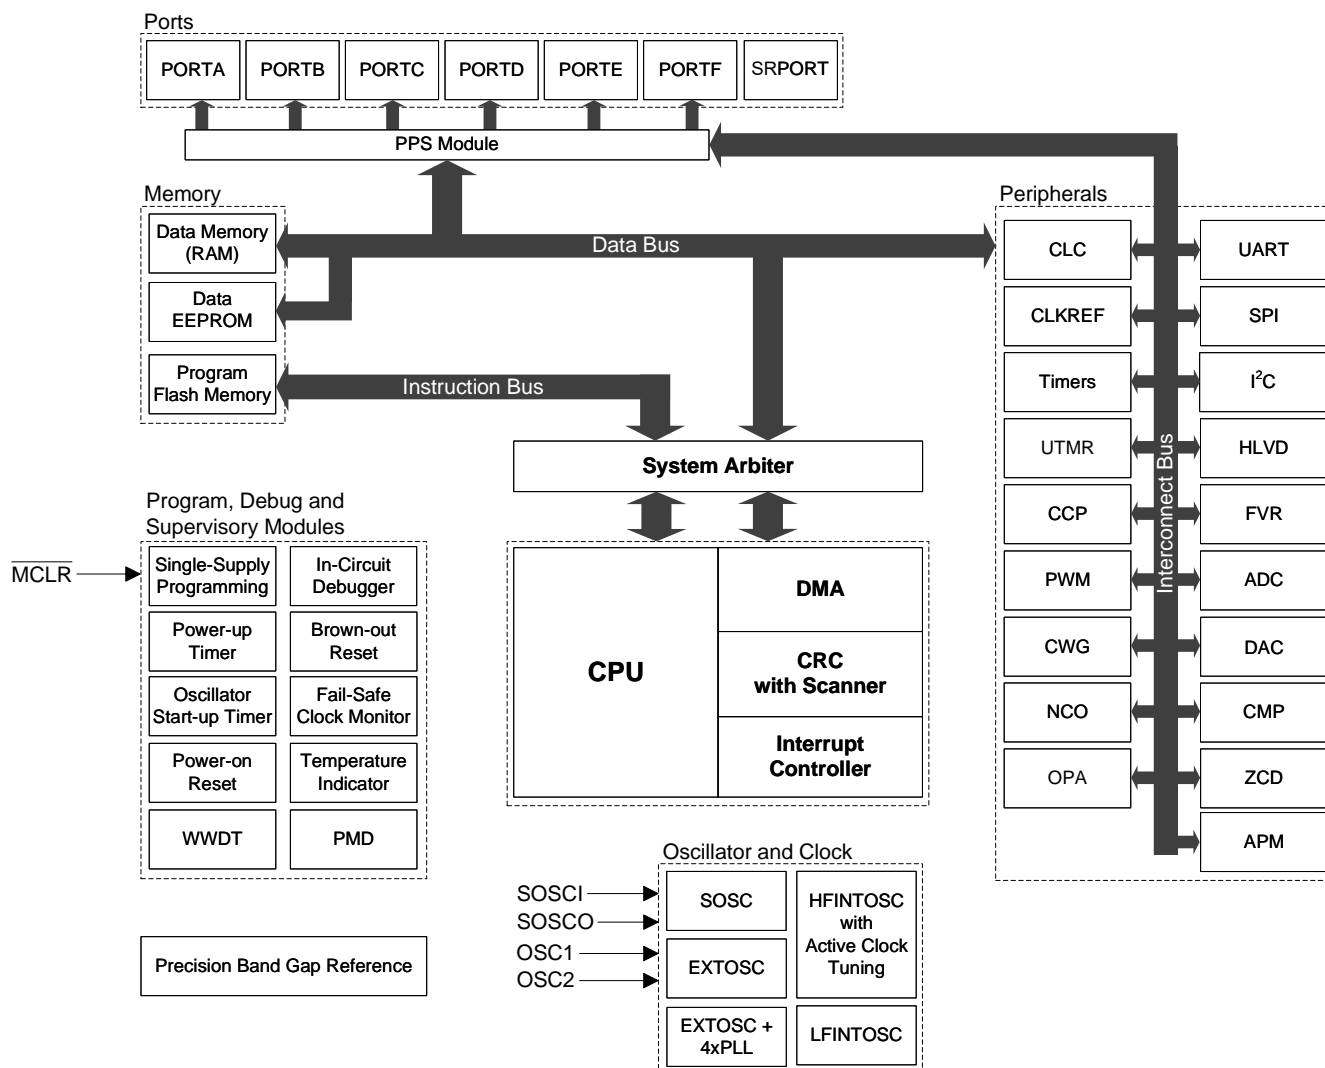 Ports
PORTA
PORTB
PORTC
PORTD
PORTE
PORTF
SRPORT
PPS Module
Memory
Data Memory
(RAM)
Data
EEPROM
Program
Flash Memory
Data Bus
Instruction Bus
System Arbiter
CPU
DMA
CRC
with Scanner
Interrupt
Controller
Peripherals
CLC
UART
CLKREF
SPI
Timers
I²C
UTMR
HLVD
CCP
FVR
PWM
ADC
CWG
DAC
NCO
CMP
OPA
ZCD
APM
Interconnect Bus
Program, Debug and
Supervisory Modules
MCLR
Single-Supply
Programming
In-Circuit
Debugger
Power-up
Timer
Brown-out
Reset
Oscillator
Start-up Timer
Fail-Safe
Clock Monitor
Power-on
Reset
Temperature
Indicator
WWDT
PMD
Precision Band Gap Reference
Oscillator and Clock
SOSCI
SOSCO
OSC1
OSC2
SOSC
HFINTOSC
with
Active Clock
Tuning
EXTOSC
EXTOSC +
4xPLL
LFINTOSC